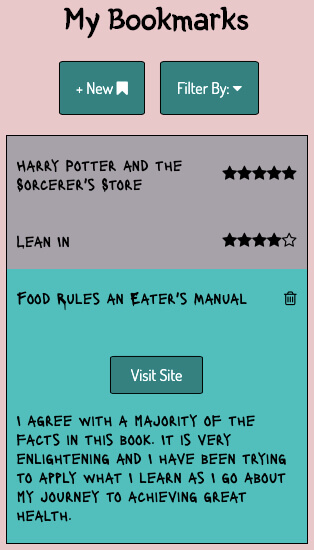 My Bookmarks
+ New
Filter By:
Harry Potter and the
Sorcerer's Store
Lean in
Food Rules an Eater's manual
Visit Site
I agree with a majority of the
facts in this book. It is very
enlightening and I have been trying
to apply what I learn as I go about
my journey to achieving great
health.